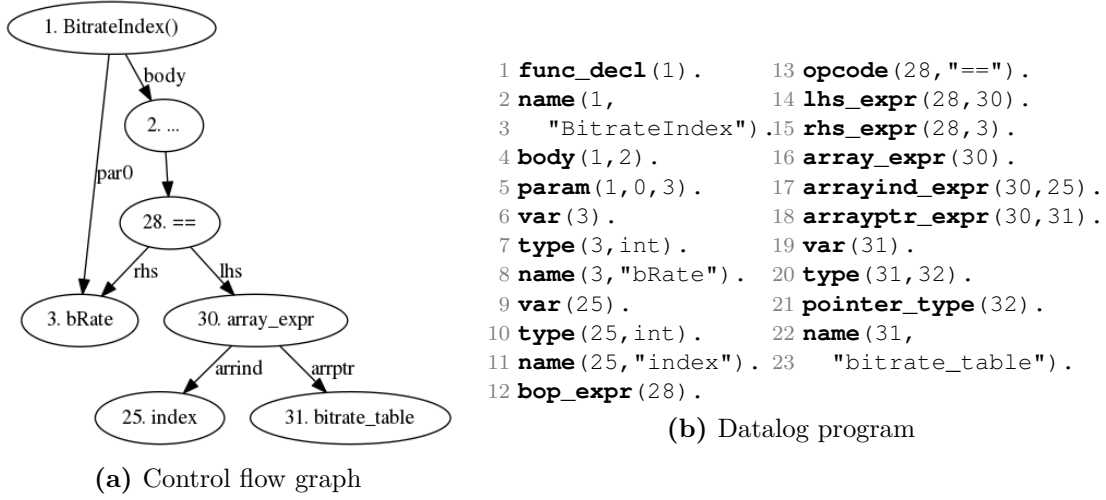 1. BitrateIndex()
body
2. ...
par0
28. ==
rhs
lhs
3. bRate
30. array_expr
arrind
arrptr
25. index
31. bitrate_table
(a) Control flow graph
1 func_decl(1).
2 name(1,
3 "BitrateIndex").
4 body(1,2).
5 param(1,0,3).
6 var(3).
7 type(3,int).
8 name(3,"bRate").
9 var(25).
10 type(25,int).
11 name(25,"index").
12 bop_expr(28).
13 opcode(28,"==").
14 lhs_expr(28,30).
15 rhs_expr(28,3).
16 array_expr(30).
17 arrayind_expr(30,25).
18 arrayptr_expr(30,31).
19 var(31).
20 type(31,32).
21 pointer_type(32).
22 name(31,
23 "bitrate_table").
(b) Datalog program